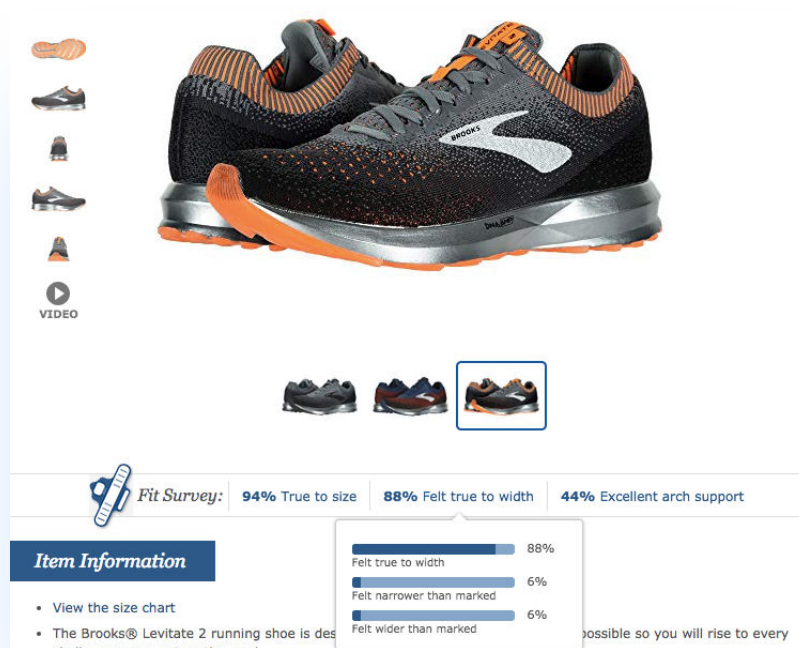 BROOKS
VIDEO
Fit Survey: 94% True to size 88% Felt true to width 44% Excellent arch support
88%
Felt true to width
6%
Felt narrower than marked
6%
Felt wider than marked
Item Information
• View the size chart
• The Brooks® Levitate 2 running shoe is des possible so you will rise to every